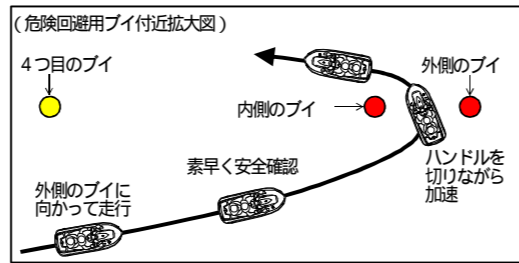 (危険回避用ブイ付近拡大図)
4つ目のブイ
外側のブイ
内側のブイ
素早く安全確認
ハンドルを
切りながら
加速
外側のブイに
向かって走行